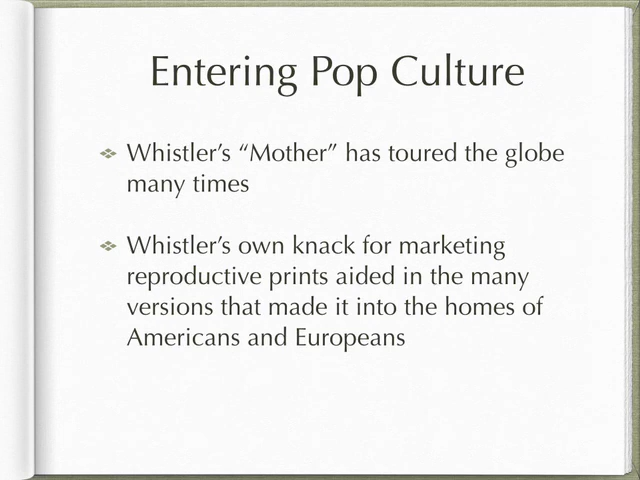 Entering Pop Culture
Whistler’s “Mother” has toured the globe
many times
Whistler’s own knack for marketing
reproductive prints aided in the many
versions that made it into the homes of
Americans and Europeans